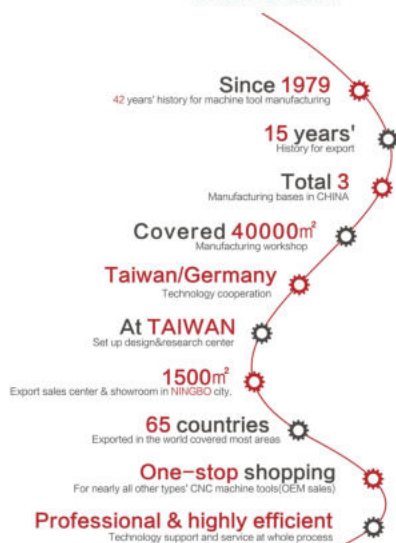 Since 1979
42 years' history for machine tool manufacturing
15 years'
History for export
Total 3
Manufacturing bases in CHINA
Covered 40000㎡
Manufacturing workshop
Taiwan/Germany
Technology cooperation
At TAIWAN
Set up design&research center
1500㎡
Export sales center & showroom in NINGBO city.
65 countries
Exported in the world covered most areas
One-stop shopping
For nearly all other types' CNC machine tools(OEM sales)
Professional & highly efficient
Technology support and service at whole process